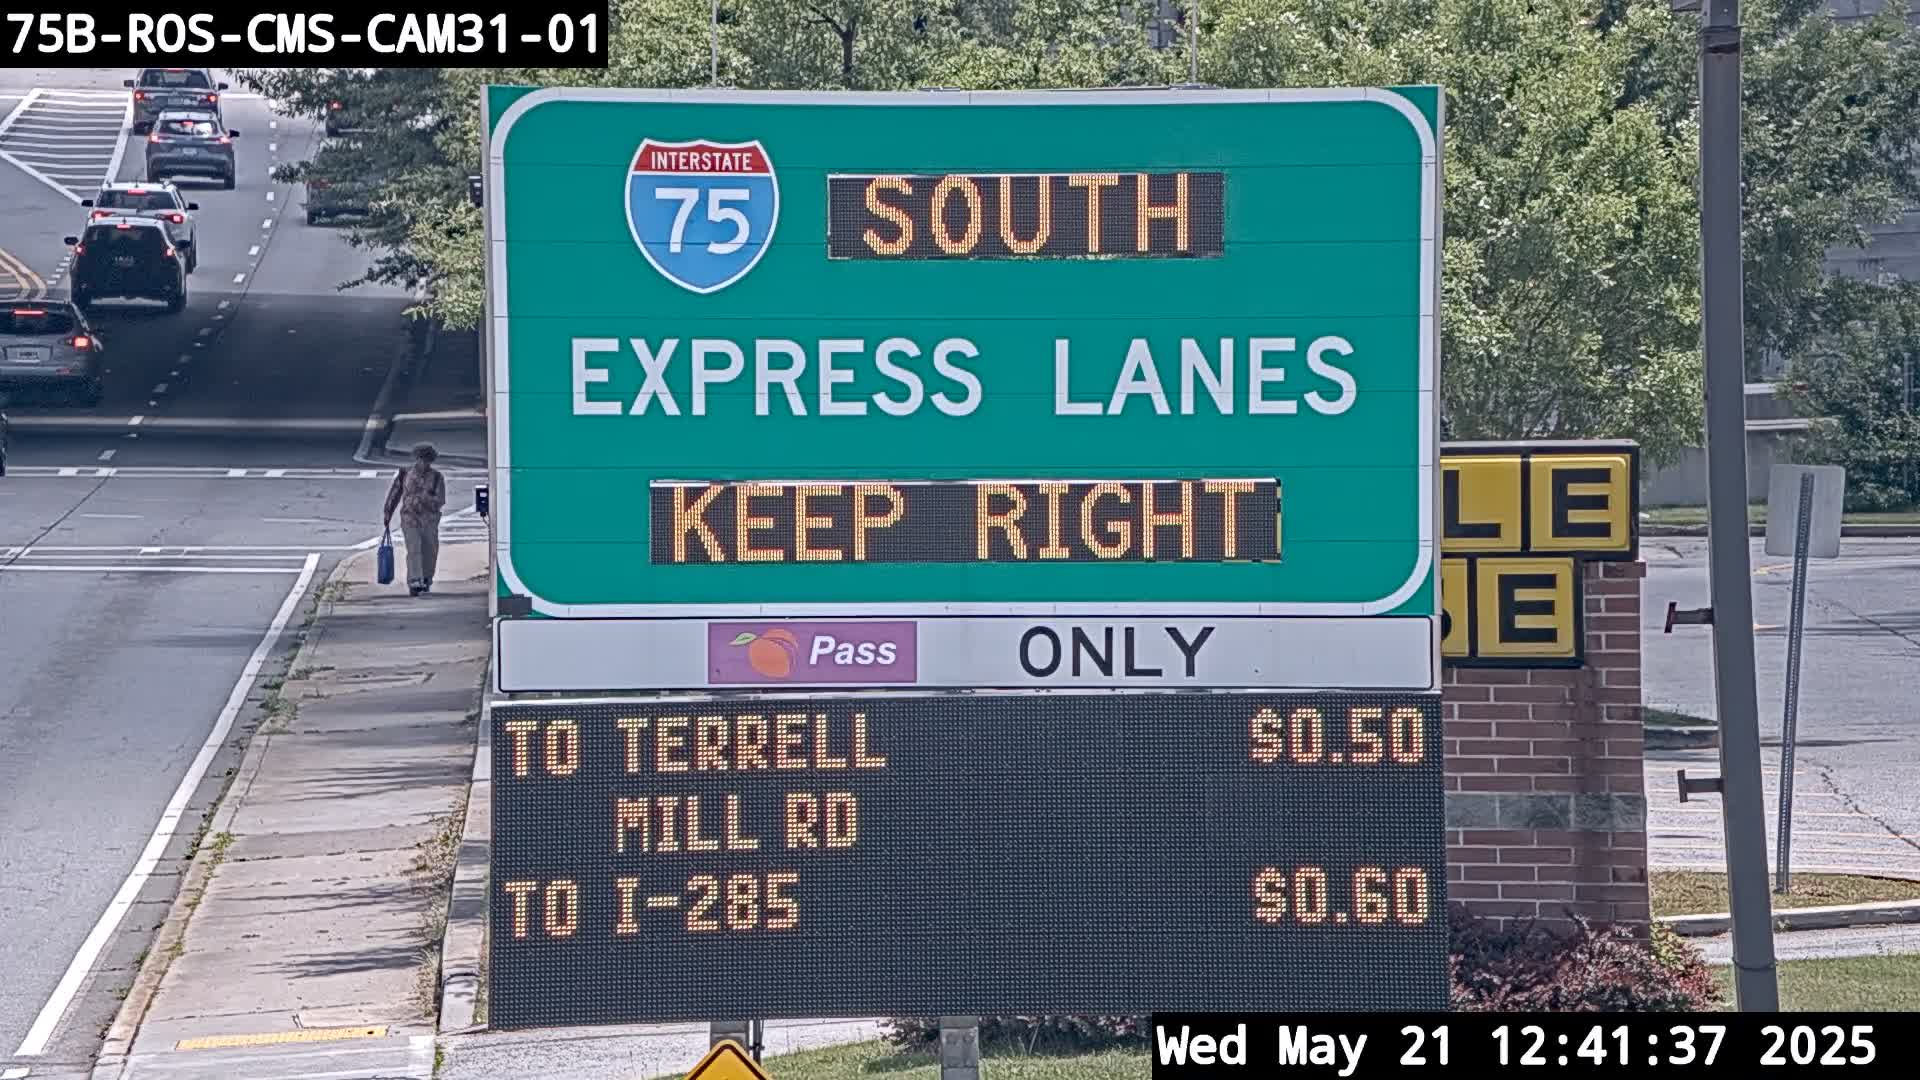 75B-ROS-CMS-CAM31-01
INTERSTATE
75
SOUTH
EXPRESS LANES
KEEP RIGHT
LE
E
Pass ONLY
TO TERRELL $0.50
MILL RD
TO I-285 $0.60
Wed May 21 12:41:37 2025